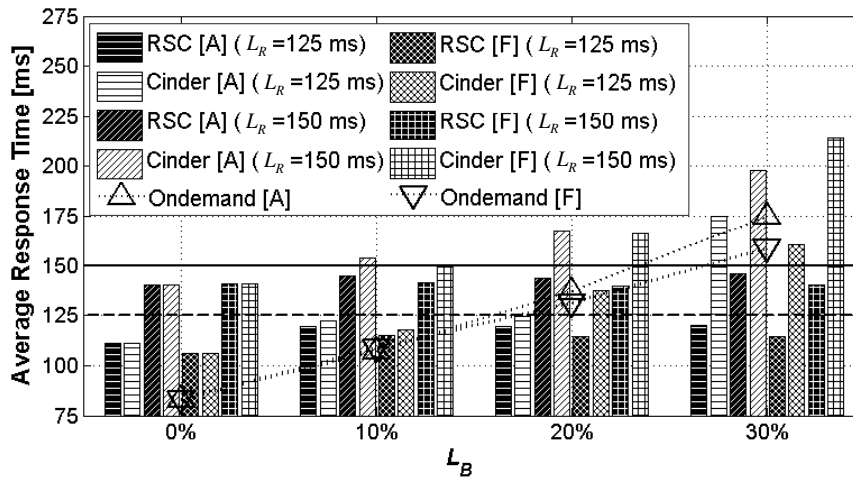 275
250
225
200
175
150
125
100
75
Average Response Time [ms]
RSC [A] ( L_R =125 ms)
RSC [F] ( L_R =125 ms)
Cinder [A] ( L_R =125 ms)
Cinder [F] ( L_R =125 ms)
RSC [A] ( L_R =150 ms)
RSC [F] ( L_R =150 ms)
Cinder [A] ( L_R =150 ms)
Cinder [F] ( L_R =150 ms)
Ondemand [A]
Ondemand [F]
0%
10%
20%
30%
L_B